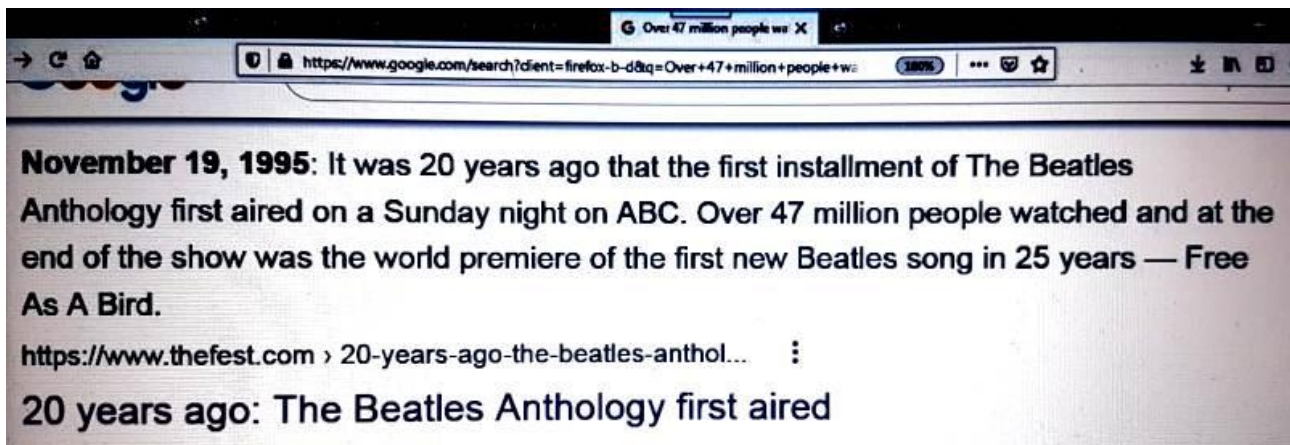 G Over 47 million people wa X
https://www.google.com/search?client=firefox-b-d&q=Over+47+million+people+wa
100%
November 19, 1995: It was 20 years ago that the first installment of The Beatles
Anthology first aired on a Sunday night on ABC. Over 47 million people watched and at the
end of the show was the world premiere of the first new Beatles song in 25 years — Free
As A Bird.
https://www.thefest.com › 20-years-ago-the-beatles-anthol...
20 years ago: The Beatles Anthology first aired